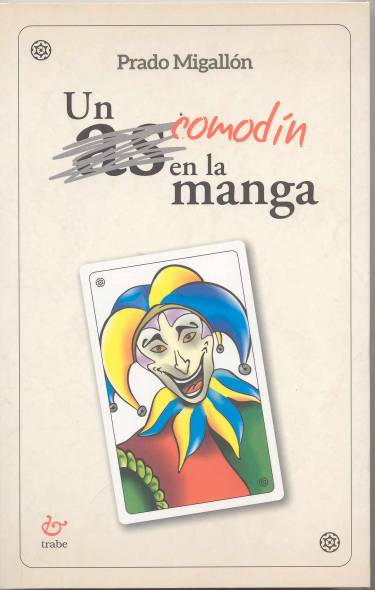 Prado Migallón
Un
as comodín
en la
manga
trabe